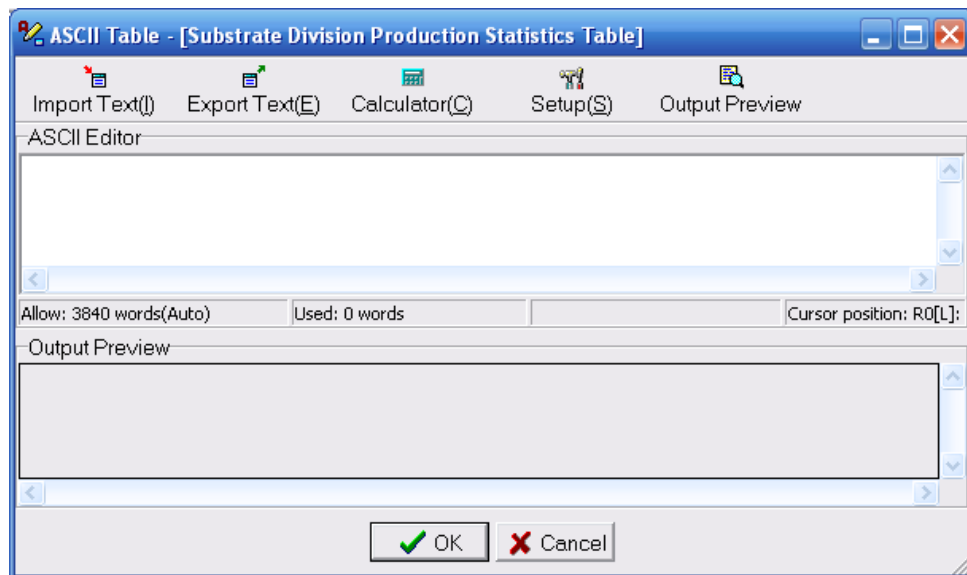 ASCII Table - [Substrate Division Production Statistics Table]
Import Text(I) Export Text(E) Calculator(C) Setup(S) Output Preview
ASCII Editor
Allow: 3840 words(Auto) Used: 0 words Cursor position: R0[L]:
Output Preview
OK Cancel